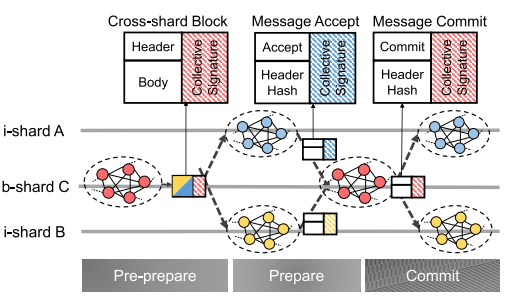 Cross-shard Block
Message Accept
Message Commit
Header
Body
Collective
Signature
Accept
Header
Hash
Collective
Signature
Commit
Header
Hash
Collective
Signature
i-shard A
b-shard C
i-shard B
Pre-prepare
Prepare
Commit